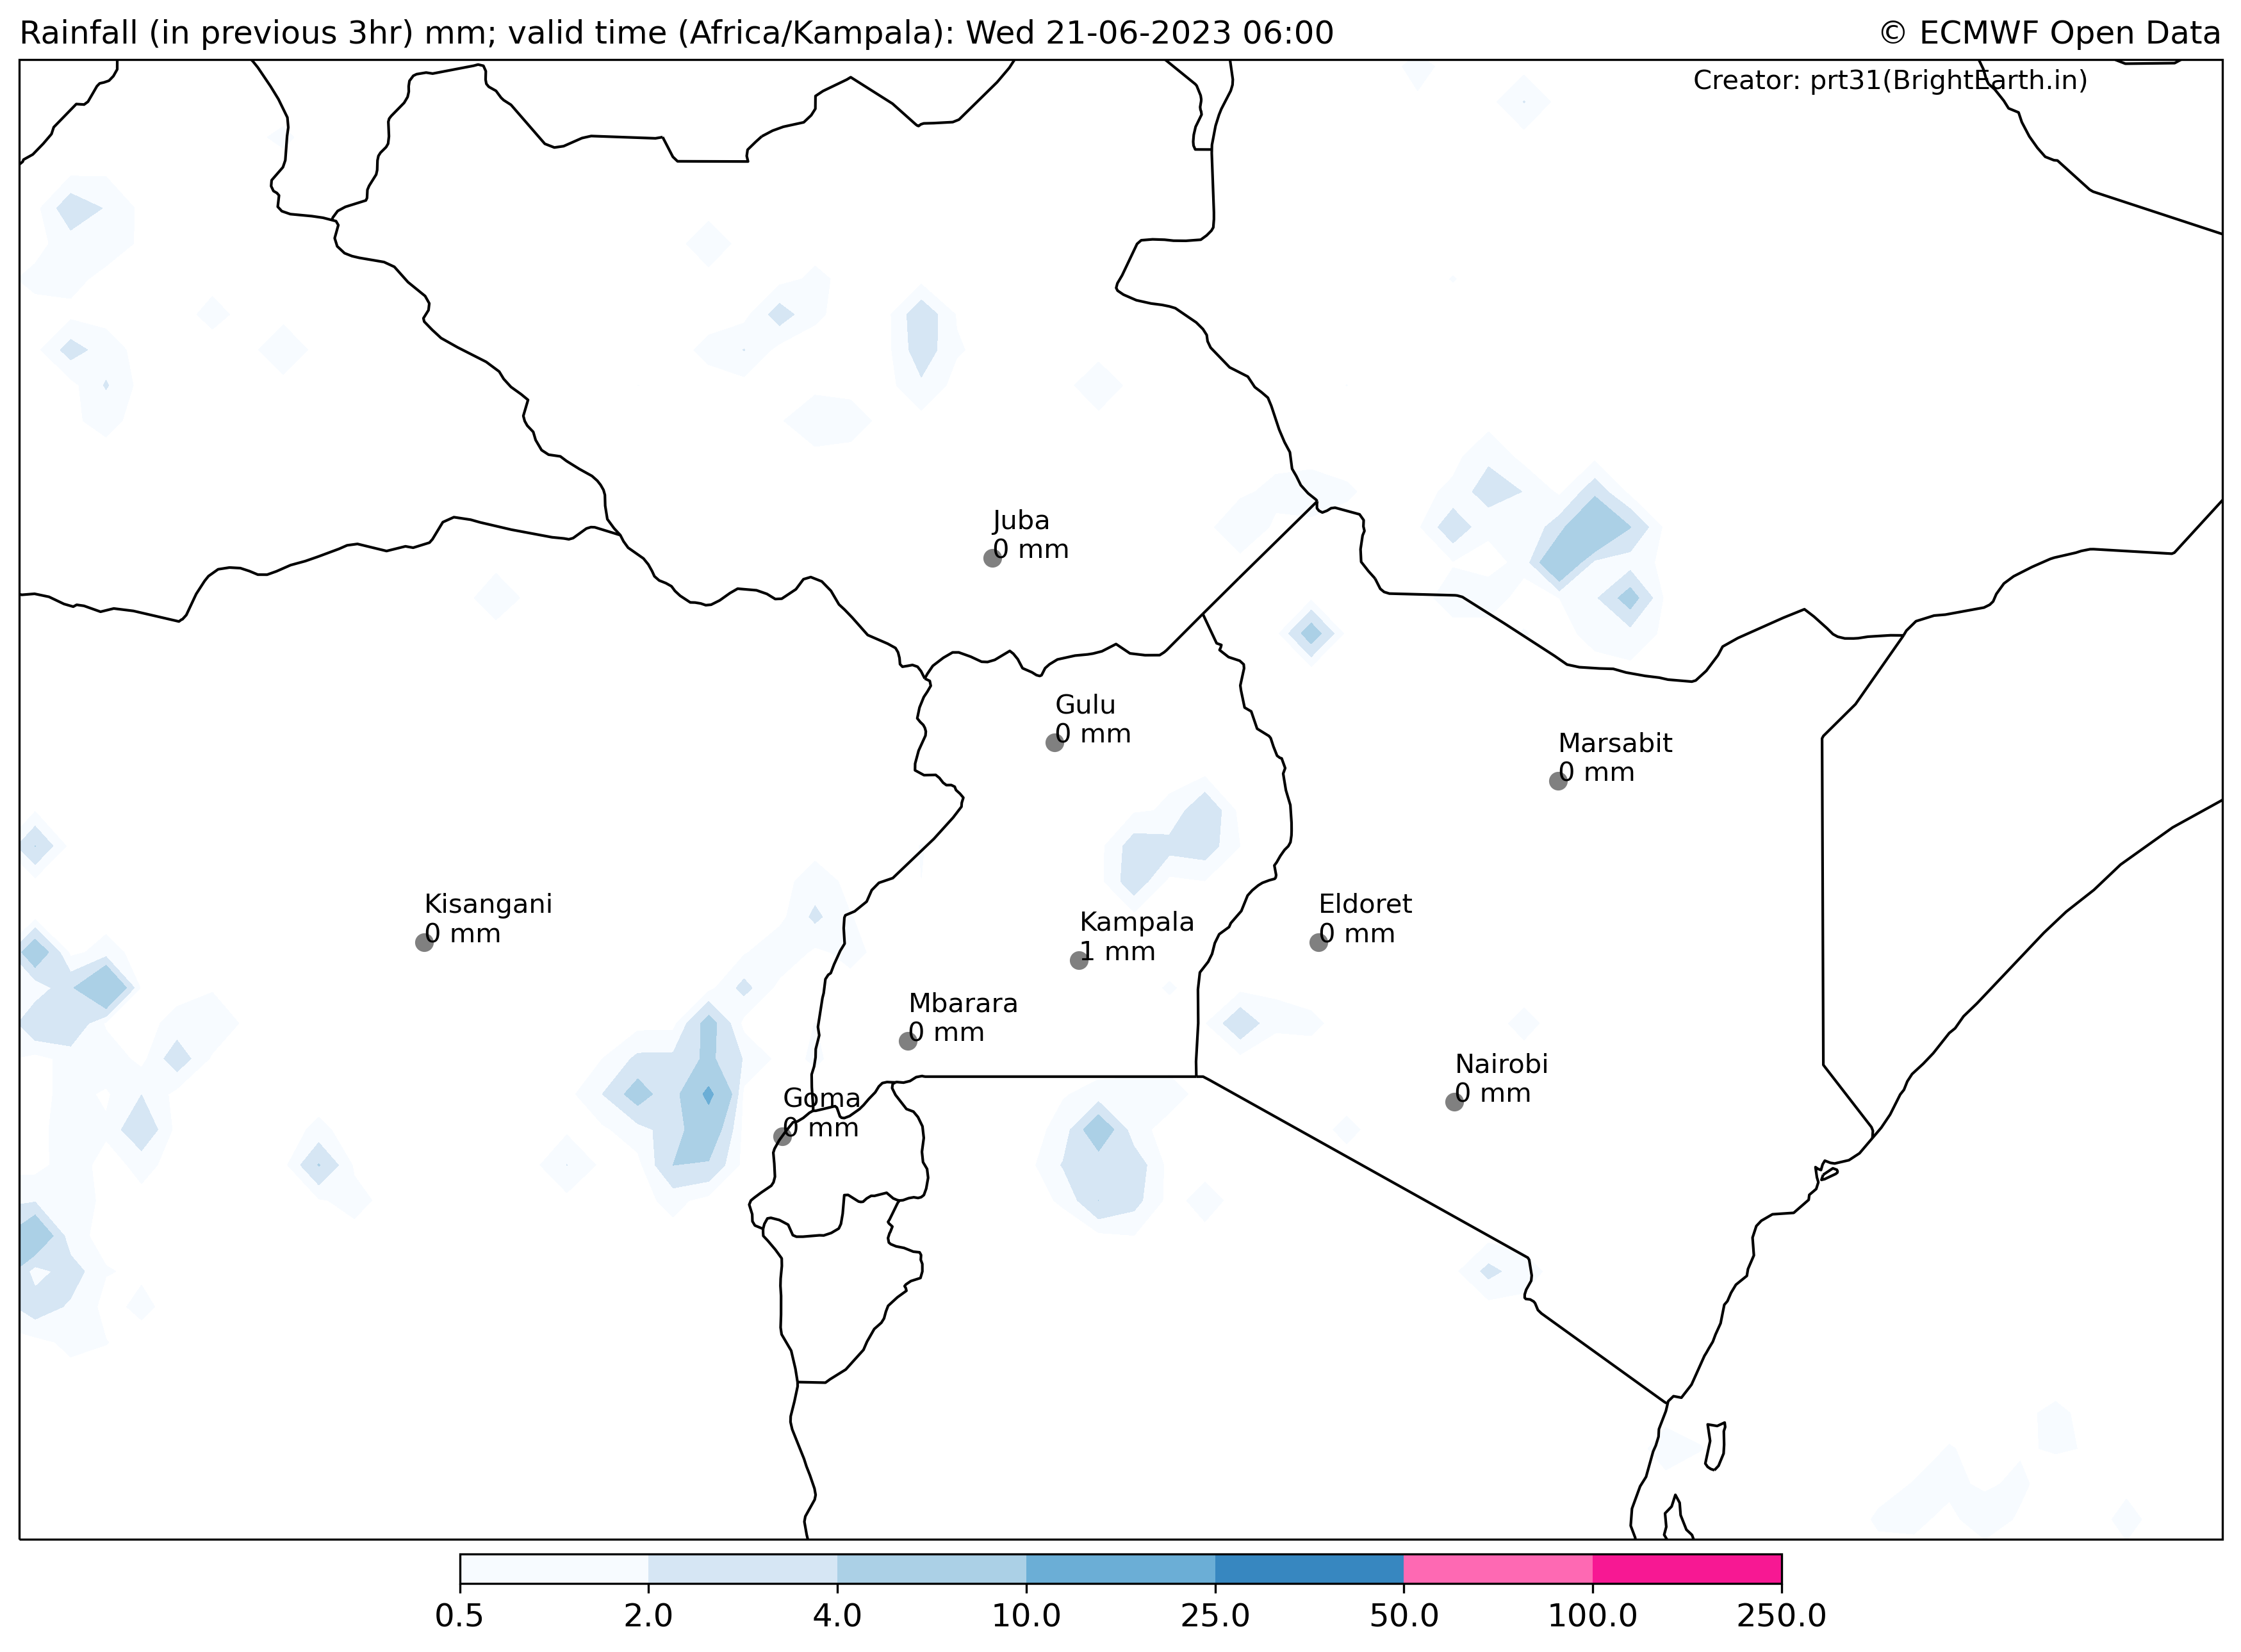 Rainfall (in previous 3hr) mm; valid time (Africa/Kampala): Wed 21-06-2023 06:00
© ECMWF Open Data
Creator: prt31(BrightEarth.in)
Juba
0 mm
Gulu
0 mm
Marsabit
0 mm
Kisangani
0 mm
Kampala
1 mm
Eldoret
0 mm
Mbarara
0 mm
Nairobi
0 mm
Goma
0 mm
0.5 2.0 4.0 10.0 25.0 50.0 100.0 250.0